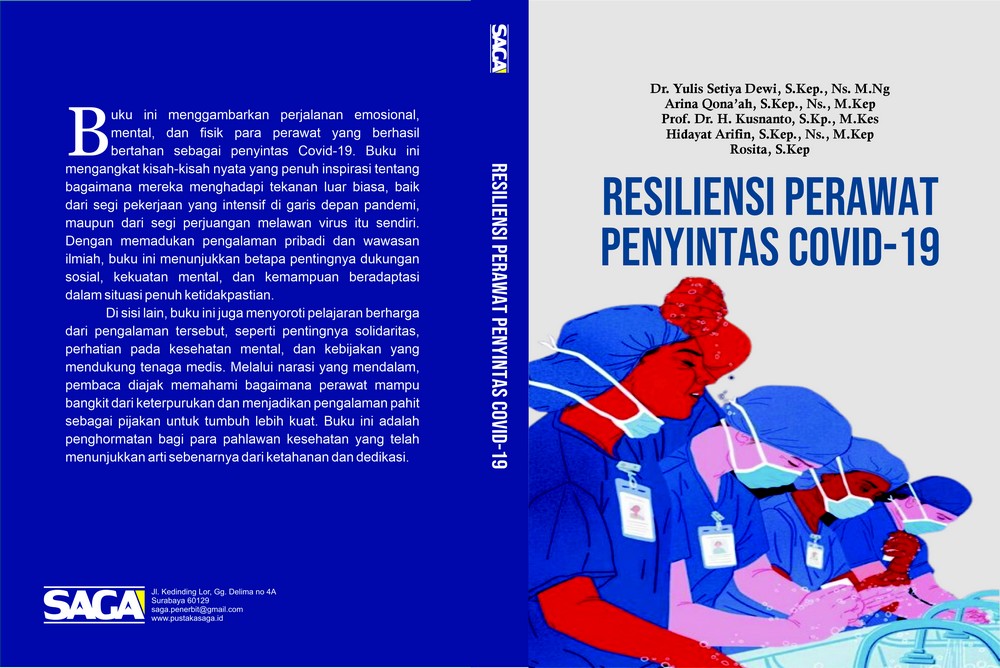 Buku ini menggambarkan perjalanan emosional,
mental, dan fisik para perawat yang berhasil
bertahan sebagai penyintas Covid-19. Buku ini
mengangkat kisah-kisah nyata yang penuh inspirasi tentang
bagaimana mereka menghadapi tekanan luar biasa, baik
dari segi pekerjaan yang intensif di garis depan pandemi,
maupun dari segi perjuangan melawan virus itu sendiri.
Dengan memadukan pengalaman pribadi dan wawasan
ilmiah, buku ini menunjukkan betapa pentingnya dukungan
sosial, kekuatan mental, dan kemampuan beradaptasi
dalam situasi penuh ketidakpastian.
Di sisi lain, buku ini juga menyoroti pelajaran berharga
dari pengalaman tersebut, seperti pentingnya solidaritas,
perhatian pada kesehatan mental, dan kebijakan yang
mendukung tenaga medis. Melalui narasi yang mendalam,
pembaca diajak memahami bagaimana perawat mampu
bangkit dari keterpurukan dan menjadikan pengalaman pahit
sebagai pijakan untuk tumbuh lebih kuat. Buku ini adalah
penghormatan bagi para pahlawan kesehatan yang telah
menunjukkan arti sebenarnya dari ketahanan dan dedikasi.
SAGA
Jl. Kedinding Lor, Gg. Delima no 4A
Surabaya 60129
saga.penerbit@gmail.com
www.pustakasaga.id
SAGA
RESILIENSI PERAWAT PENYINTAS COVID-19
Dr. Yulis Setiya Dewi, S.Kep., Ns. M.Ng
Arina Qona'ah, S.Kep., Ns., M.Kep
Prof. Dr. H. Kusnanto, S.Kp., M.Kes
Hidayat Arifin, S.Kep., Ns., M.Kep
Rosita, S.Kep
RESILIENSI PERAWAT
PENYINTAS COVID-19